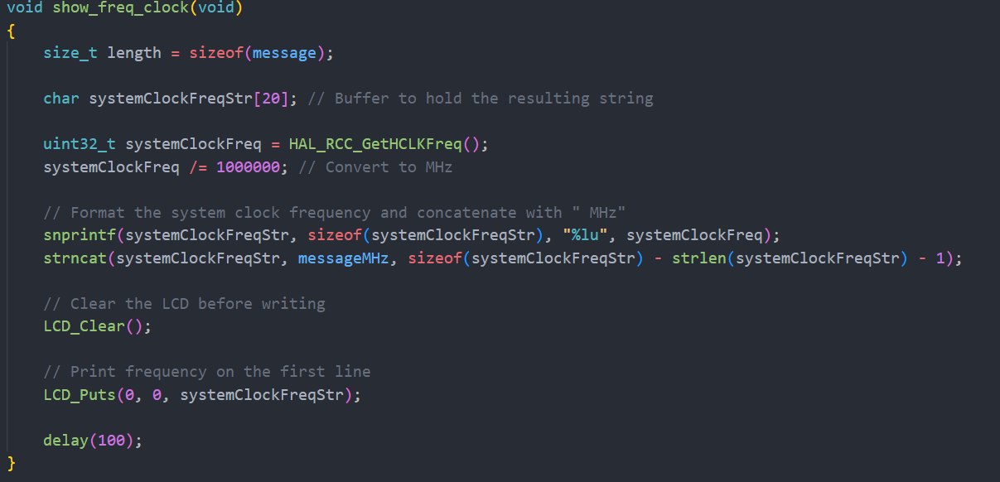 void show_freq_clock(void)
{
    size_t length = sizeof(message);
    char systemClockFreqStr[20]; // Buffer to hold the resulting string
    uint32_t systemClockFreq = HAL_RCC_GetHCLKFreq();
    systemClockFreq /= 1000000; // Convert to MHz
    // Format the system clock frequency and concatenate with " MHz"
    snprintf(systemClockFreqStr, sizeof(systemClockFreqStr), "%lu", systemClockFreq);
    strncat(systemClockFreqStr, messageMHz, sizeof(systemClockFreqStr) - strlen(systemClockFreqStr) - 1);
    // Clear the LCD before writing
    LCD_Clear();
    // Print frequency on the first line
    LCD_Puts(0, 0, systemClockFreqStr);
    delay(100);
}